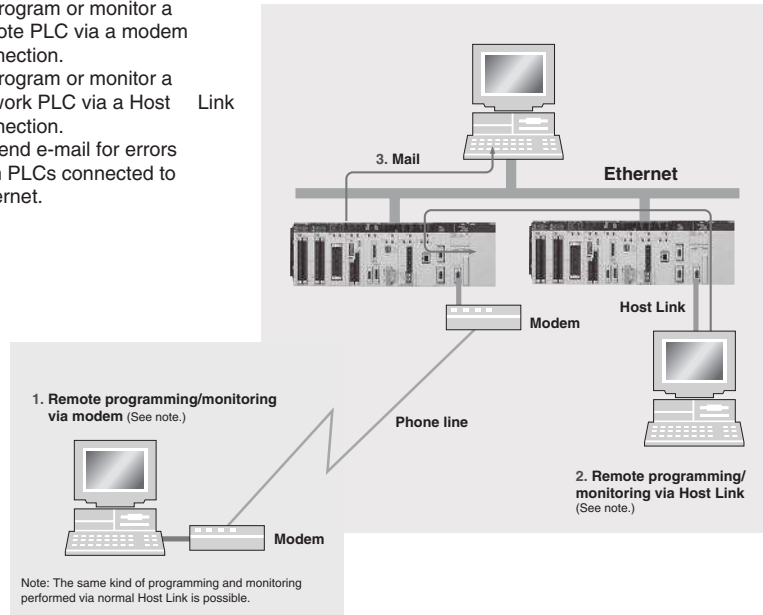 rogram or monitor a
ote PLC via a modem
nection.
rogram or monitor a
work PLC via a Host Link
nection.
end e-mail for errors
PLCs connected to
ernet.
3. Mail
Ethernet
Host Link
Modem
1. Remote programming/monitoring
via modem (See note.)
Phone line
2. Remote programming/
monitoring via Host Link
(See note.)
Modem
Note: The same kind of programming and monitoring
performed via normal Host Link is possible.